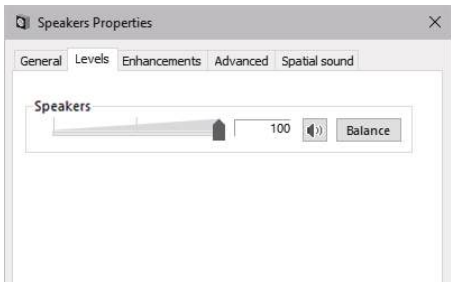 Speakers Properties
General Levels Enhancements Advanced Spatial sound
Speakers
100 Balance